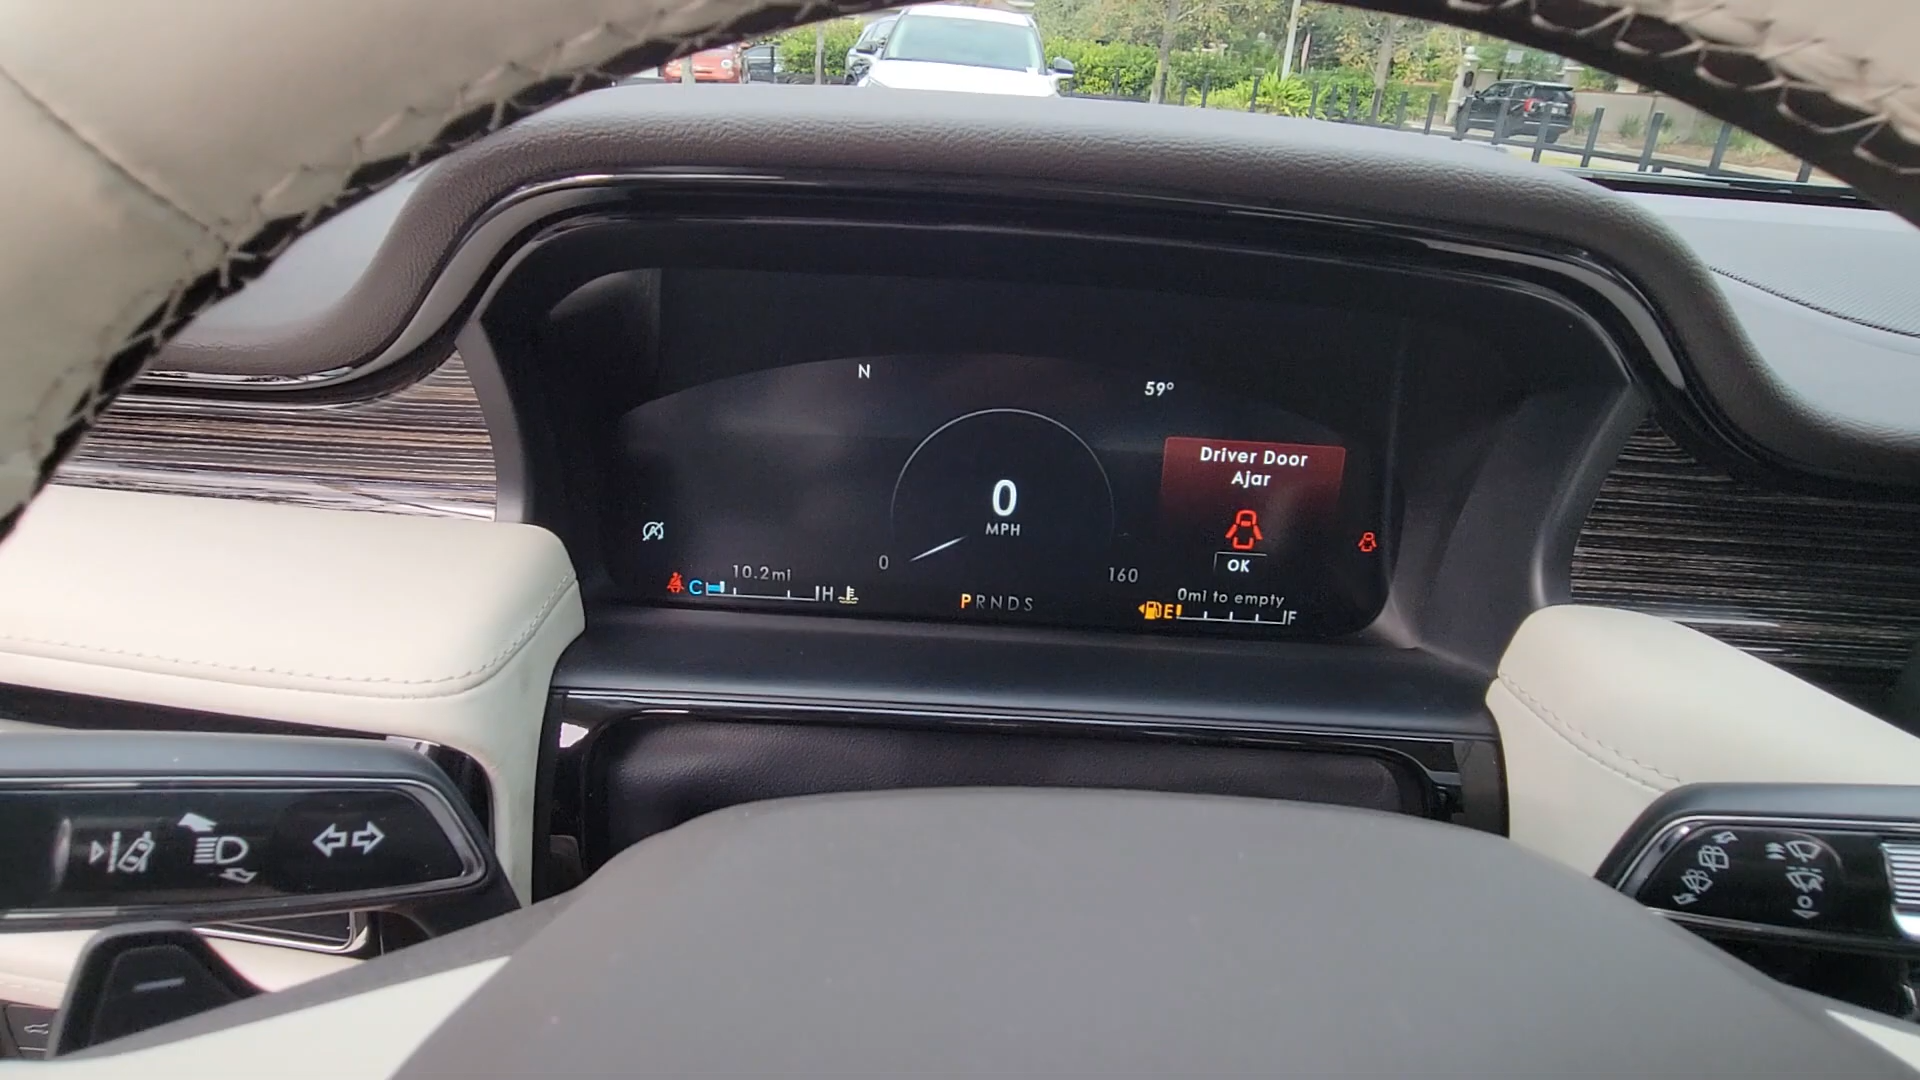 N
59°
Driver Door
Ajar
OK
0
MPH
0
160
10.2mi
C H
PRNDS
0mi to empty
E F